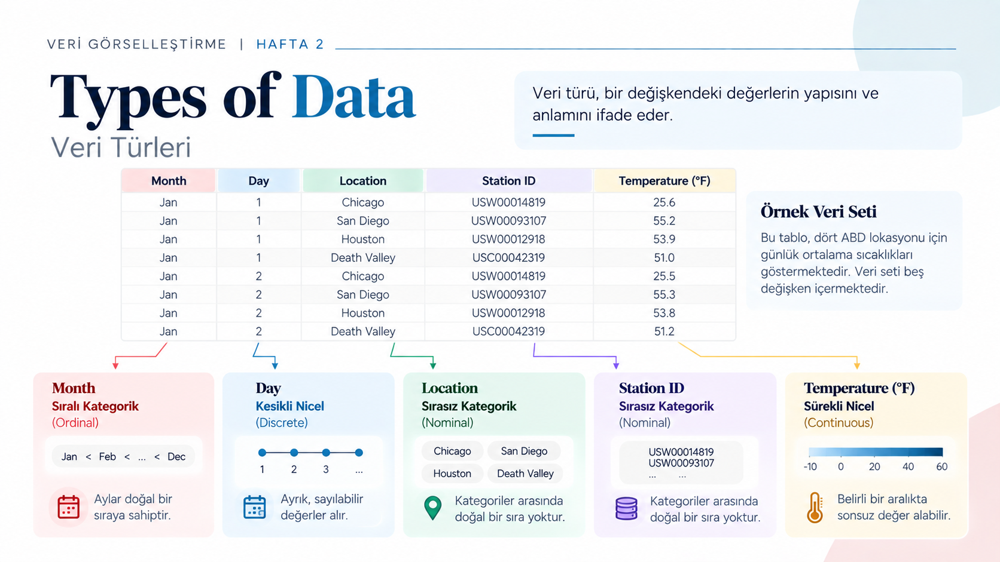 VERİ GÖRSELLEŞTİRME | HAFTA 2
Types of Data
Veri Türleri
Veri türü, bir değişkendeki değerlerin yapısını ve
anlamını ifade eder.
Month Day Location Station ID Temperature (°F)
Jan 1 Chicago USW00014819 25.6
Jan 1 San Diego USW00093107 55.2
Jan 1 Houston USW00012918 53.9
Jan 1 Death Valley USC00042319 51.0
Jan 2 Chicago USW00014819 25.5
Jan 2 San Diego USW00093107 55.3
Jan 2 Houston USW00012918 53.8
Jan 2 Death Valley USC00042319 51.2
Örnek Veri Seti
Bu tablo, dört ABD lokasyonu için
günlük ortalama sıcaklıkları
göstermektedir. Veri seti beş
değişken içermektedir.
Month
Sıralı Kategorik
(Ordinal)
Jan < Feb < ... < Dec
Aylar doğal bir
sıraya sahiptir.
Day
Kesikli Nicel
(Discrete)
1 2 3 ...
Ayrık, sayılabilir
değerler alır.
Location
Sırasız Kategorik
(Nominal)
Chicago San Diego
Houston Death Valley
Kategoriler arasında
doğal bir sıra yoktur.
Station ID
Sırasız Kategorik
(Nominal)
USW00014819
USW00093107
... ...
Kategoriler arasında
doğal bir sıra yoktur.
Temperature (°F)
Sürekli Nicel
(Continuous)
-10 0 20 40 60
Belirli bir aralıkta
sonsuz değer alabilir.